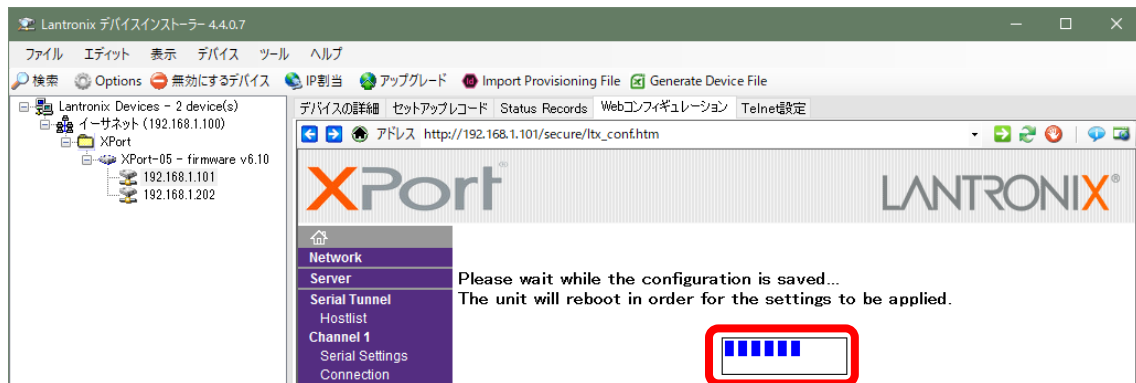 Lantronix デバイスインストーラー 4.4.0.7
ファイル エディット 表示 デバイス ツール ヘルプ
検索 Options 無効にするデバイス IP割当 アップグレード Import Provisioning File Generate Device File
Lantronix Devices - 2 device(s)
イーサネット (192.168.1.100)
XPort
XPort-05 - firmware v6.10
192.168.1.101
192.168.1.202
デバイスの詳細 セットアップレコード Status Records Webコンフィギュレーション Telnet設定
アドレス http://192.168.1.101/secure/ltx_conf.htm
XPort® LANTRONIX®
Network
Server
Serial Tunnel
Hostlist
Channel 1
Serial Settings
Connection
Please wait while the configuration is saved...
The unit will reboot in order for the settings to be applied.